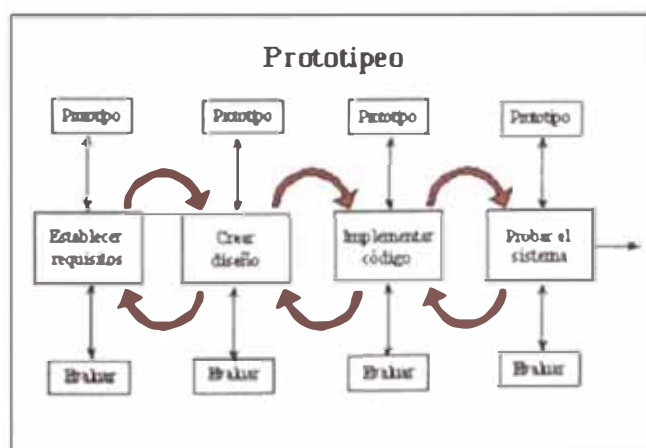 Prototipeo
Prototipo
Prototipo
Prototipo
Prototipo
Establecer
requisitos
Crear
diseño
Implementar
código
Probar el
sistema
Evaluar
Evaluar
Evaluar
Evaluar